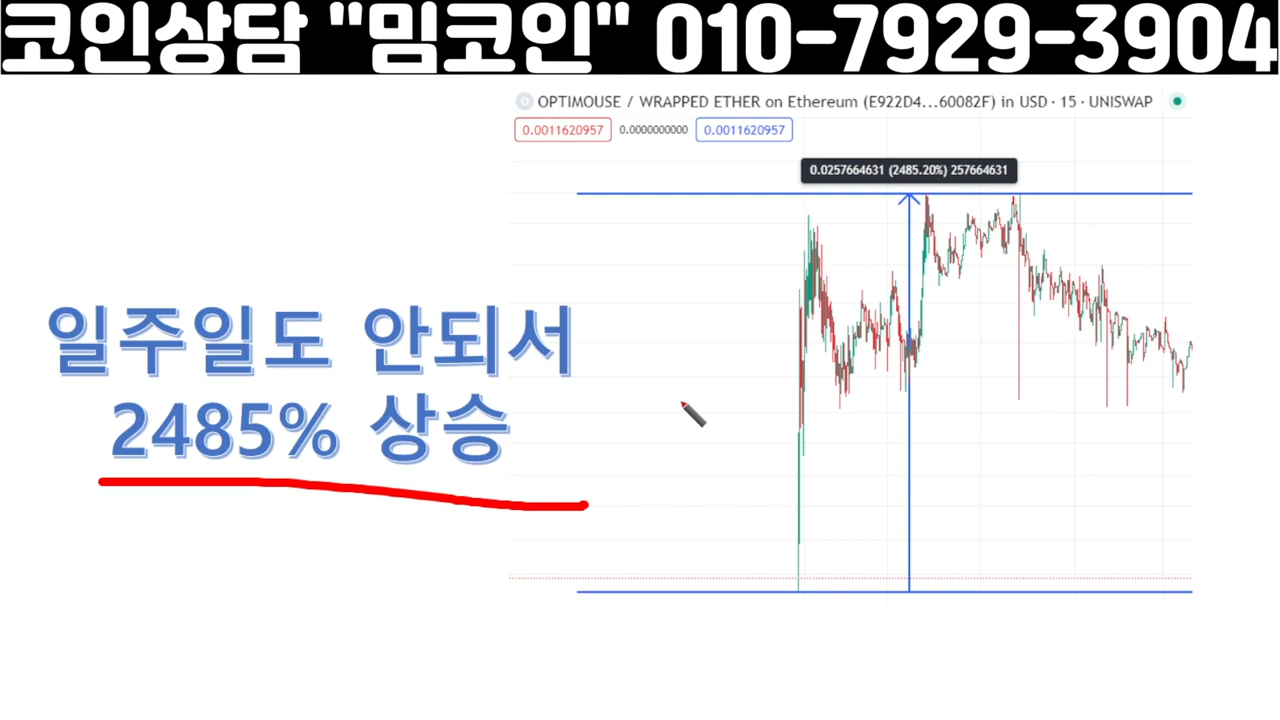 코인상담 "밈코인" 010-7929-3904
OPTIMOUSE / WRAPPED ETHER on Ethereum (E922D4...60082F) in USD · 15 · UNISWAP
0.0011620957 0.0000000000 0.0011620957
0.0257664631 (2485.20%) 257664631
일주일도 안되서
2485% 상승